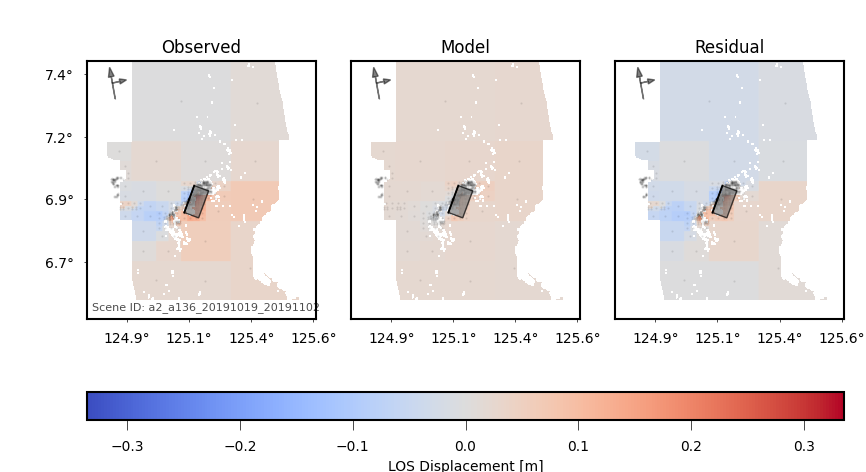 Observed Model Residual
7.4°
7.2°
6.9°
6.7°
Scene ID: a2_a136_20191019_20191102
124.9° 125.1° 125.4° 125.6° 124.9° 125.1° 125.4° 125.6° 124.9° 125.1° 125.4° 125.6°
−0.3 −0.2 −0.1 0.0 0.1 0.2 0.3
LOS Displacement [m]